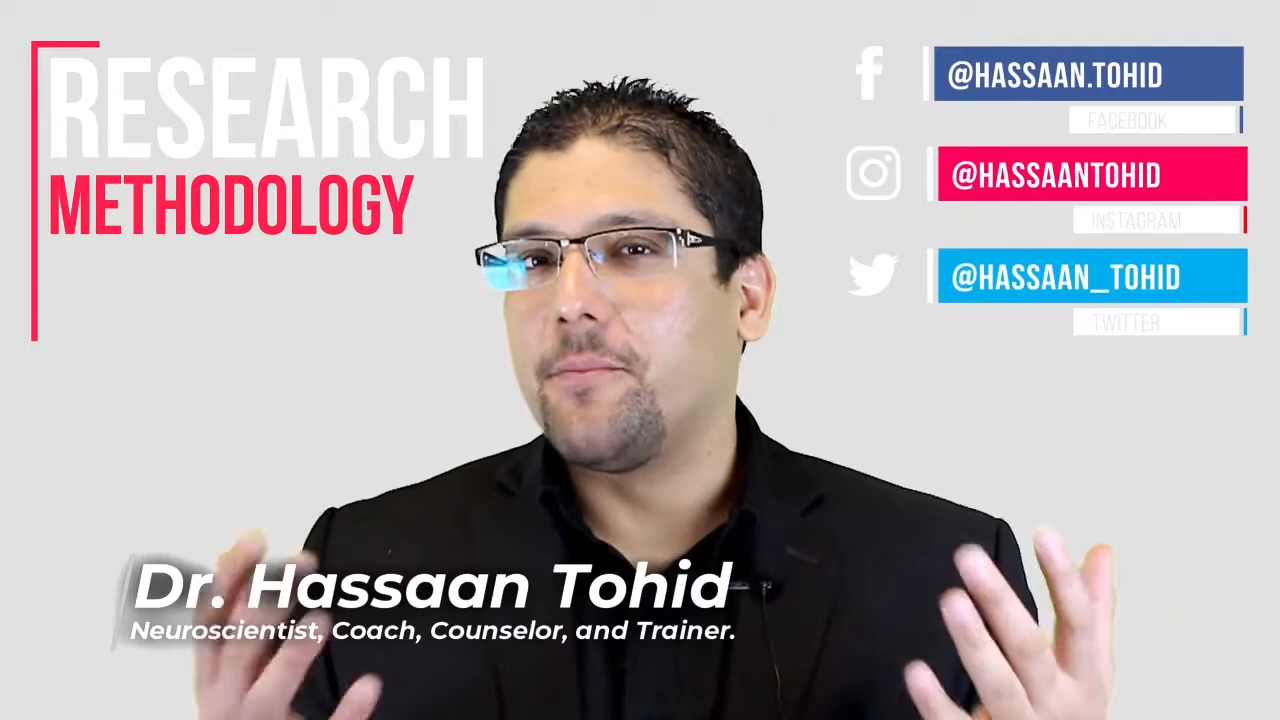 RESEARCH
METHODOLOGY
@HASSAAN.TOHID
FACEBOOK
@HASSAANTOHID
INSTAGRAM
@HASSAAN_TOHID
TWITTER
Dr. Hassaan Tohid
Neuroscientist, Coach, Counselor, and Trainer.